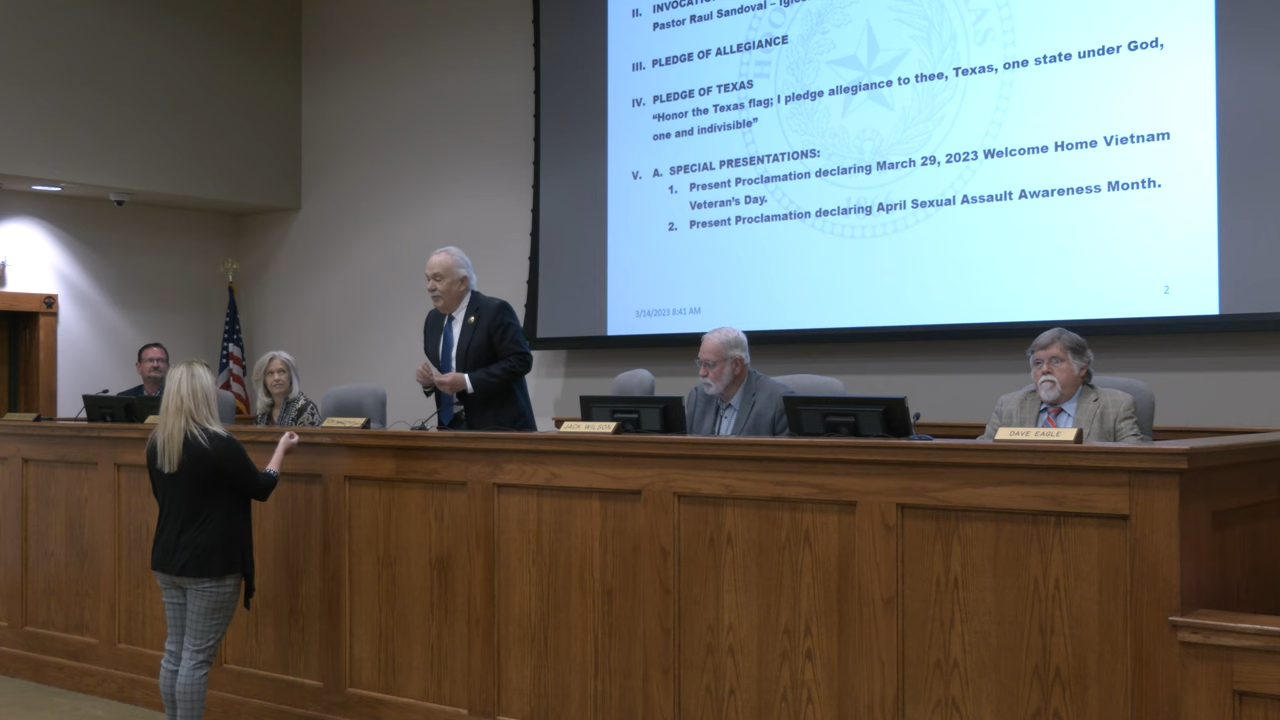 II. INVOCATION
Pastor Raul Sandoval –
III. PLEDGE OF ALLEGIANCE
IV. PLEDGE OF TEXAS
“Honor the Texas flag; I pledge allegiance to thee, Texas, one state under God,
one and indivisible”
V. A. SPECIAL PRESENTATIONS:
1. Present Proclamation declaring March 29, 2023 Welcome Home Vietnam
Veteran's Day.
2. Present Proclamation declaring April Sexual Assault Awareness Month.
3/14/2023 8:41 AM
2
JACK WILSON
DAVE EAGLE